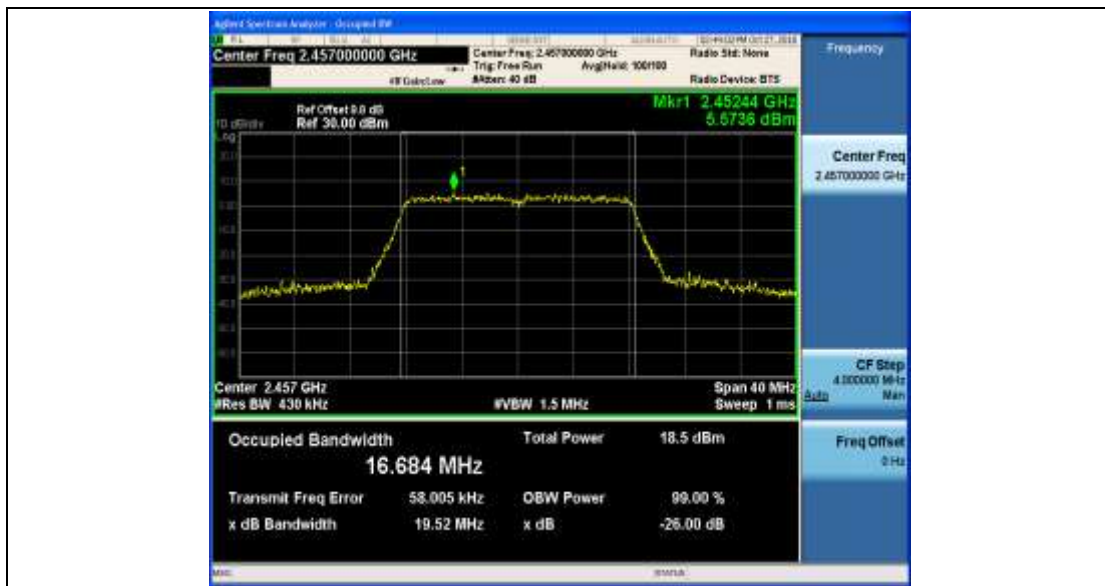 Agilent Spectrum Analyzer - Occupied BW
Center Freq 2.457000000 GHz
Center Freq: 2.457000000 GHz
Trig: Free Run Avg|Hold: 100/100
#IFGain:Low #Atten: 40 dB
Radio Std: None
Radio Device: BTS
Frequency
Ref Offset 9.8 dB
10 dB/div Ref 30.00 dBm
Log
Mkr1 2.45244 GHz
5.5736 dBm
1
Center Freq
2.457000000 GHz
Center 2.457 GHz
Span 40 MHz
#Res BW 430 kHz #VBW 1.5 MHz Sweep 1 ms
CF Step
4.000000 MHz
Auto Man
Occupied Bandwidth
16.684 MHz
Total Power 18.5 dBm
Freq Offset
0 Hz
Transmit Freq Error 58.005 kHz OBW Power 99.00 %
x dB Bandwidth 19.52 MHz x dB -26.00 dB
MSG STATUS